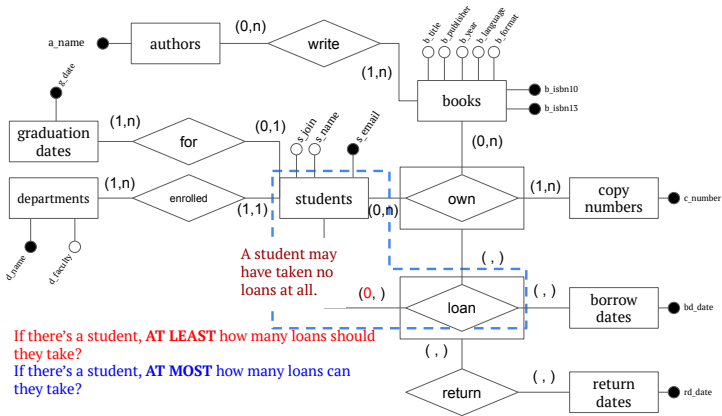 b_title
b_publisher
b_year
b_language
b_format
(0,n)
a_name
authors
write
g_date
(1,n)
books
b_isbn10
b_isbn13
(1,n)
for
(0,1)
s_join
s_name
s_email
graduation
dates
(0,n)
departments
(1,n)
enrolled
(1,1)
students
(0,n)
own
(1,n)
copy
numbers
c_number
d_name
d_faculty
A student may
have taken no
loans at all.
( , )
(0, )
loan
( , )
borrow
dates
bd_date
If there's a student, AT LEAST how many loans should
they take?
( , )
If there's a student, AT MOST how many loans can
they take?
return
( , )
return
dates
rd_date